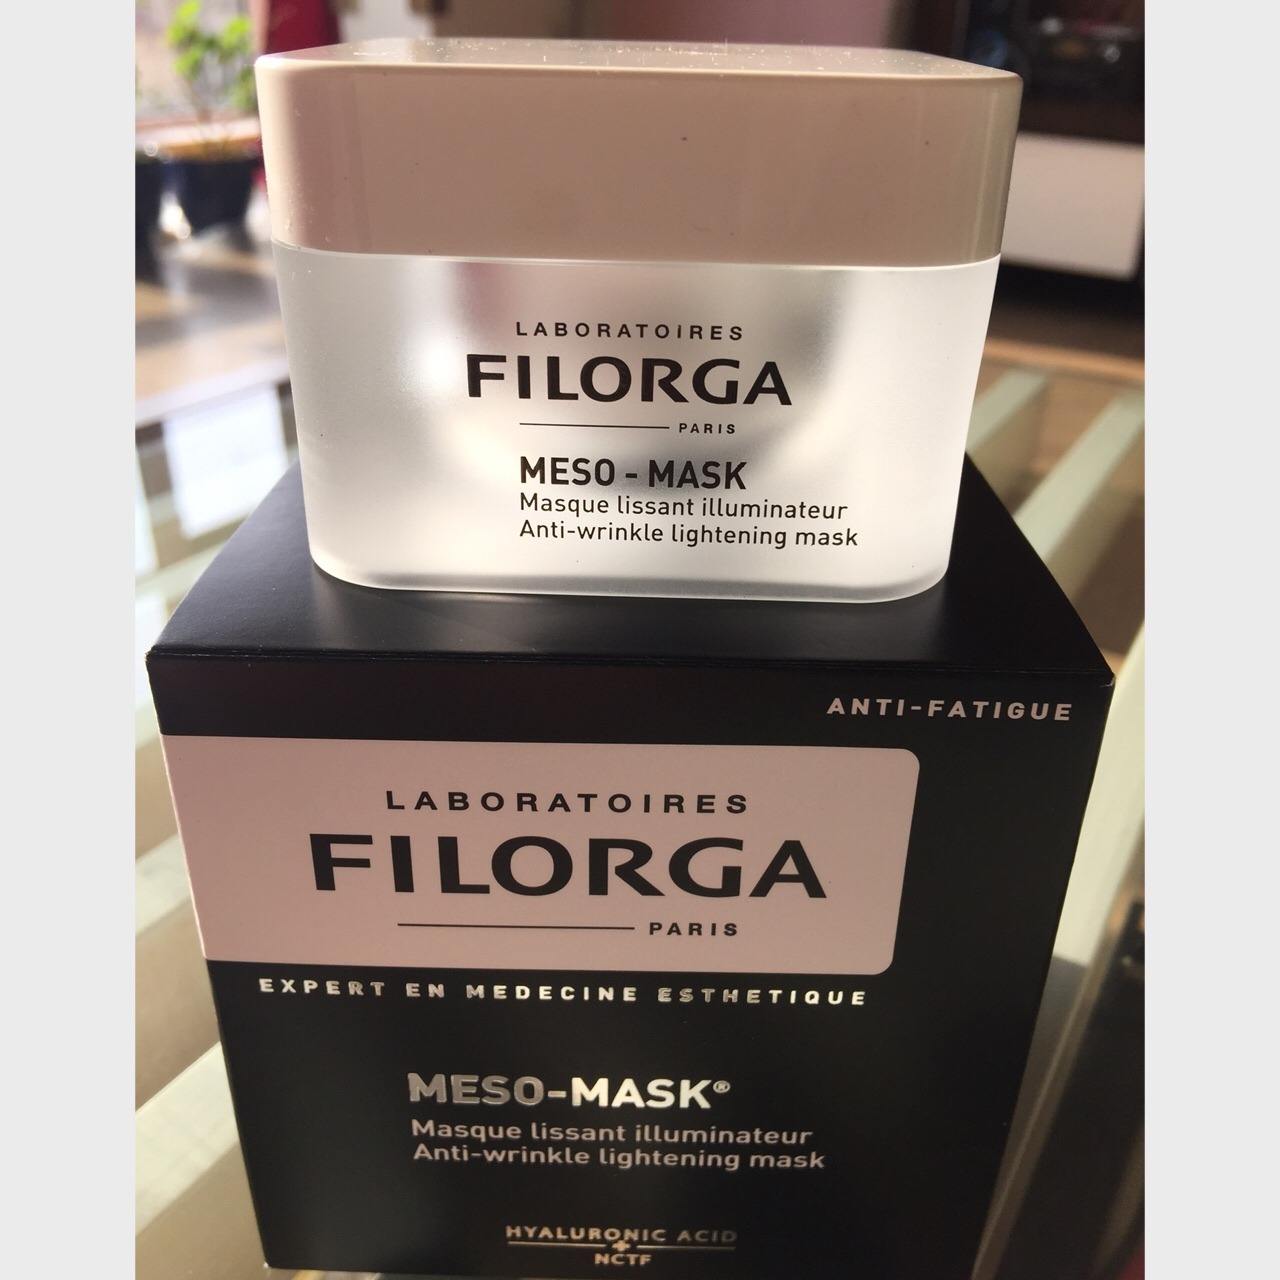 LABORATOIRES
FILORGA
PARIS
MESO - MASK
Masque lissant illuminateur
Anti-wrinkle lightening mask
ANTI-FATIGUE
LABORATOIRES
FILORGA
PARIS
EXPERT EN MEDECINE ESTHETIQUE
MESO-MASK®
Masque lissant illuminateur
Anti-wrinkle lightening mask
HYALURONIC ACID
+
NCTF